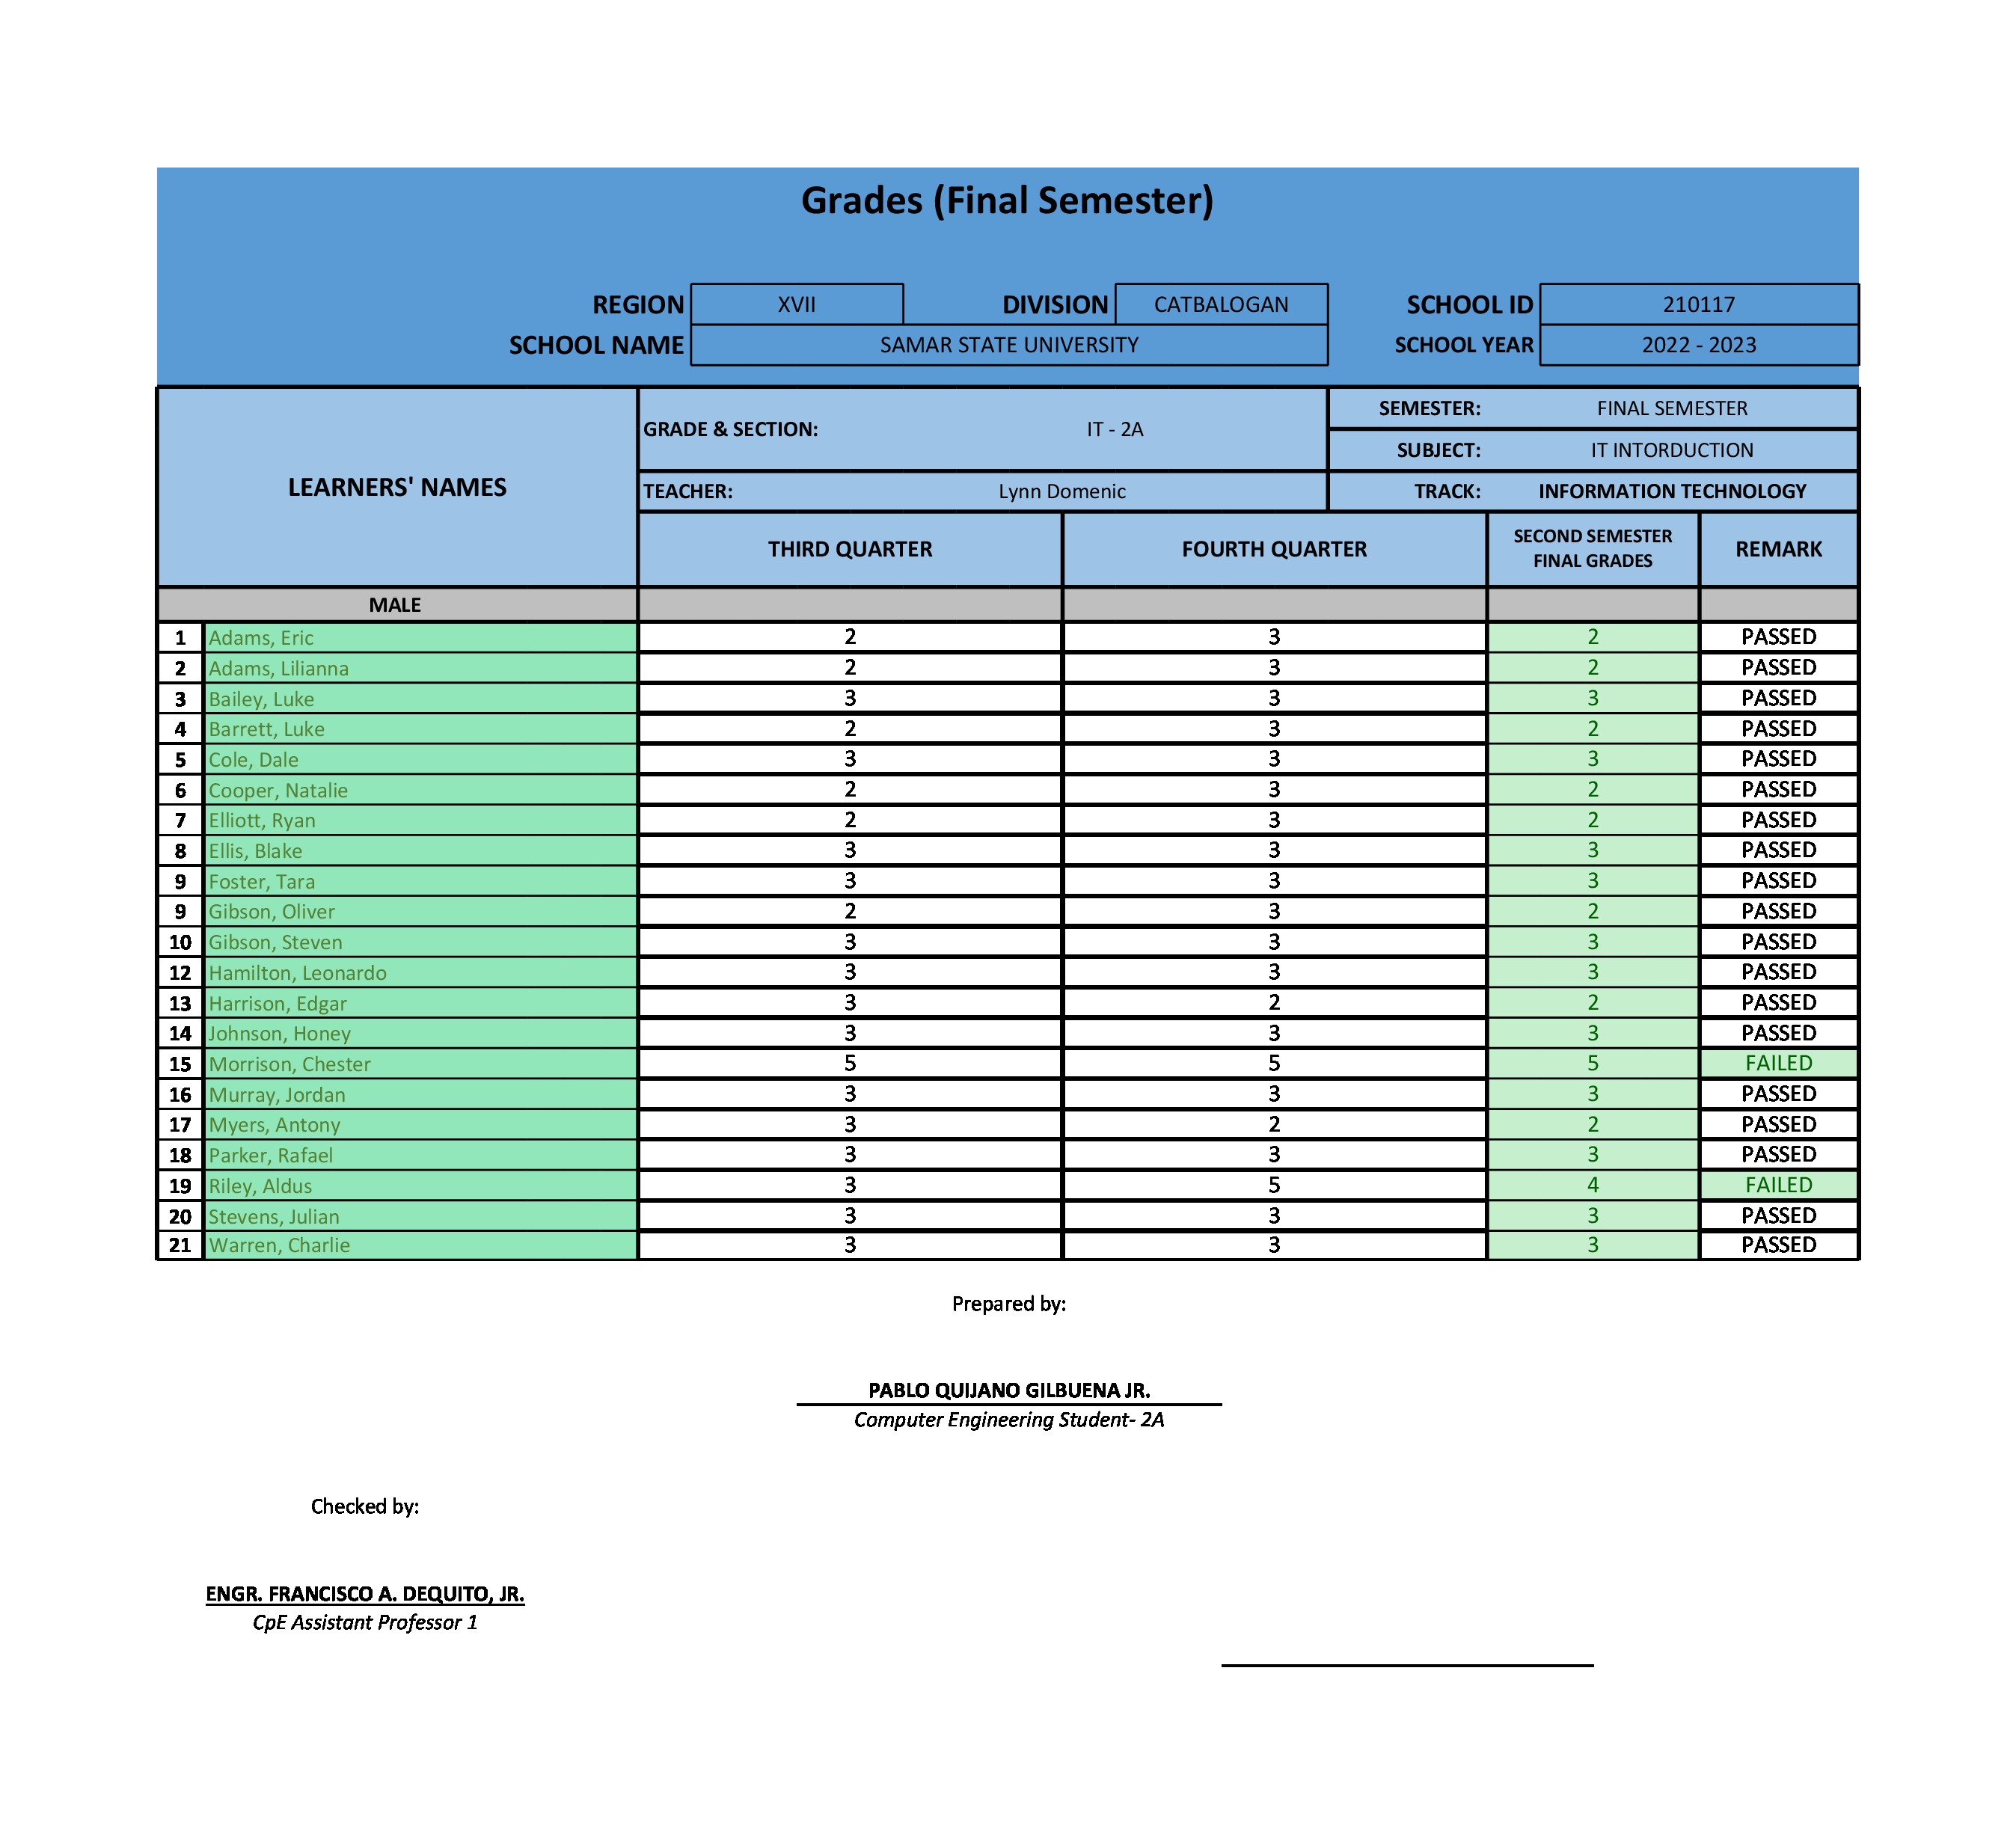 Grades (Final Semester)
REGION XVII DIVISION CATBALOGAN SCHOOL ID 210117
SCHOOL NAME SAMAR STATE UNIVERSITY SCHOOL YEAR 2022 - 2023
LEARNERS' NAMES
GRADE & SECTION: IT - 2A
SEMESTER: FINAL SEMESTER
SUBJECT: IT INTORDUCTION
TEACHER: Lynn Domenic TRACK: INFORMATION TECHNOLOGY
THIRD QUARTER FOURTH QUARTER SECOND SEMESTER FINAL GRADES REMARK
MALE
1 Adams, Eric 2 3 2 PASSED
2 Adams, Lilianna 2 3 2 PASSED
3 Bailey, Luke 3 3 3 PASSED
4 Barrett, Luke 2 3 2 PASSED
5 Cole, Dale 3 3 3 PASSED
6 Cooper, Natalie 2 3 2 PASSED
7 Elliott, Ryan 2 3 2 PASSED
8 Ellis, Blake 3 3 3 PASSED
9 Foster, Tara 3 3 3 PASSED
9 Gibson, Oliver 2 3 2 PASSED
10 Gibson, Steven 3 3 3 PASSED
12 Hamilton, Leonardo 3 3 3 PASSED
13 Harrison, Edgar 3 2 2 PASSED
14 Johnson, Honey 3 3 3 PASSED
15 Morrison, Chester 5 5 5 FAILED
16 Murray, Jordan 3 3 3 PASSED
17 Myers, Antony 3 2 2 PASSED
18 Parker, Rafael 3 3 3 PASSED
19 Riley, Aldus 3 5 4 FAILED
20 Stevens, Julian 3 3 3 PASSED
21 Warren, Charlie 3 3 3 PASSED
Prepared by:
PABLO QUIJANO GILBUENA JR.
Computer Engineering Student- 2A
Checked by:
ENGR. FRANCISCO A. DEQUITO, JR.
CpE Assistant Professor 1